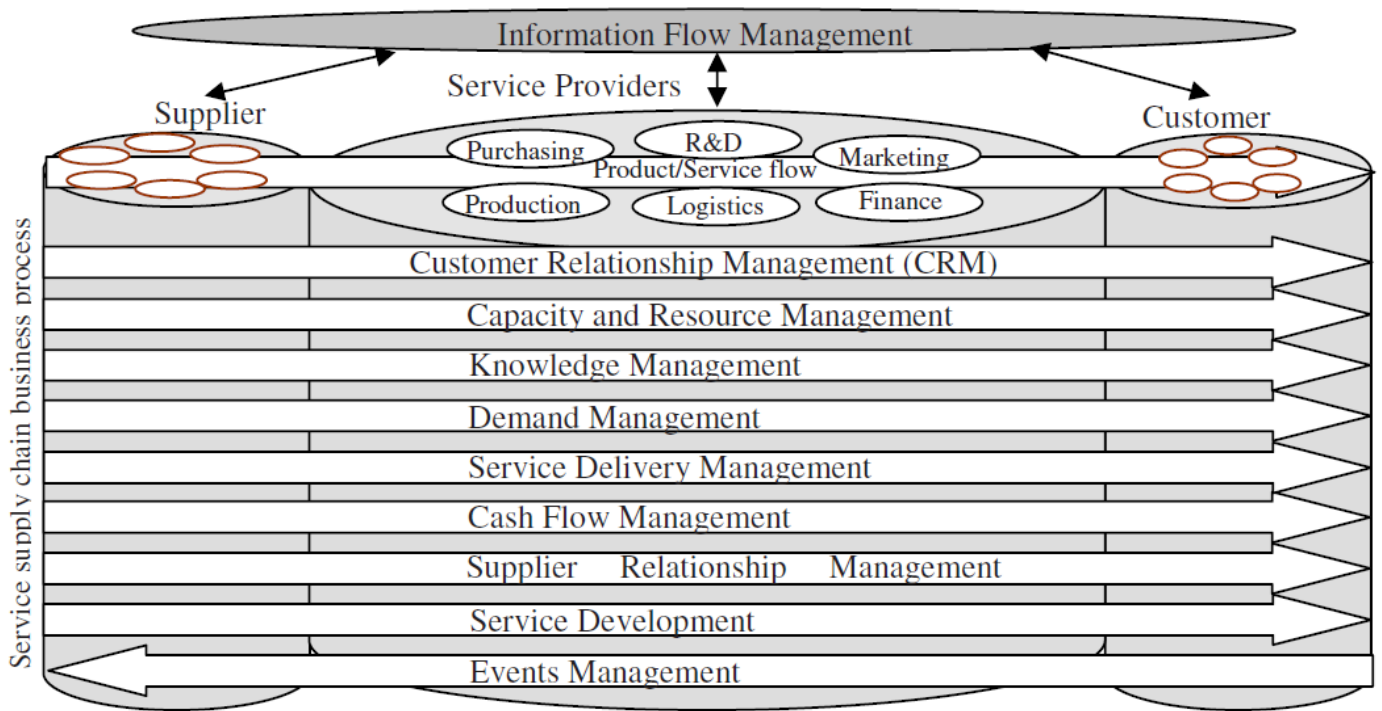 Information Flow Management
Service Providers
Supplier
Customer
Purchasing
R&D
Marketing
Product/Service flow
Production
Logistics
Finance
Service supply chain business process
Customer Relationship Management (CRM)
Capacity and Resource Management
Knowledge Management
Demand Management
Service Delivery Management
Cash Flow Management
Supplier Relationship Management
Service Development
Events Management